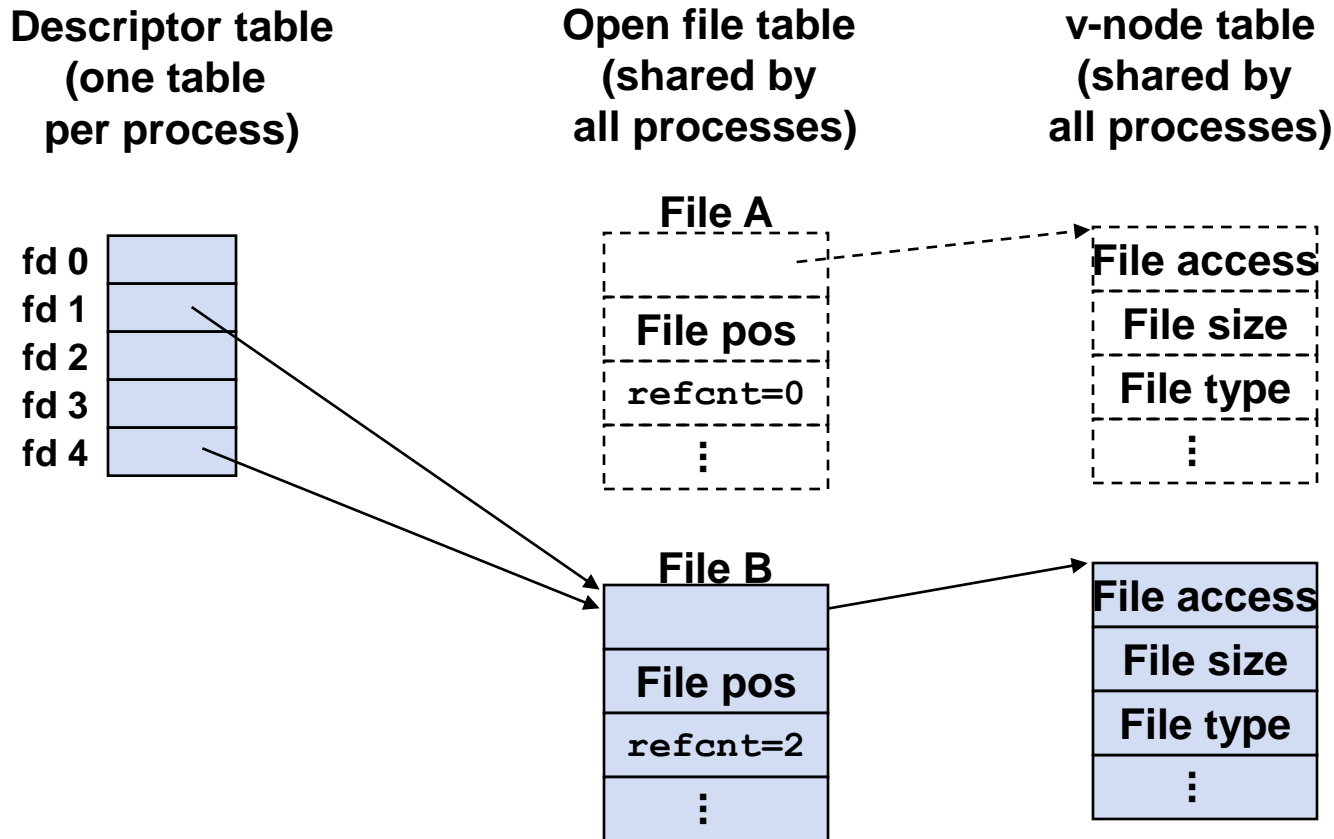 Descriptor table
(one table
per process)
Open file table
(shared by
all processes)
v-node table
(shared by
all processes)
fd 0
fd 1
fd 2
fd 3
fd 4
File A
File pos
refcnt=0
⋮
File access
File size
File type
⋮
File B
File pos
refcnt=2
⋮
File access
File size
File type
⋮